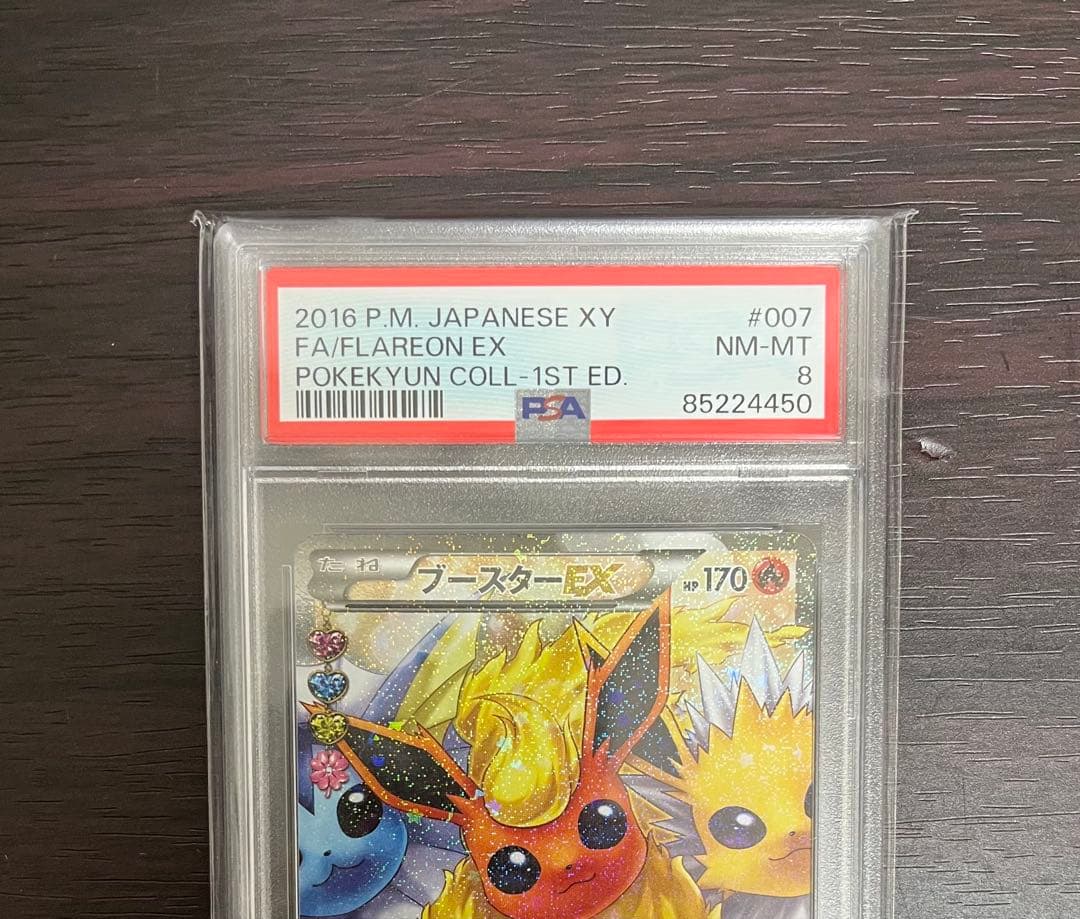 2016 P.M. JAPANESE XY #007
FA/FLAREON EX NM-MT
POKEKYUN COLL-1ST ED. 8
PSA 85224450
たね ブースターEX HP 170